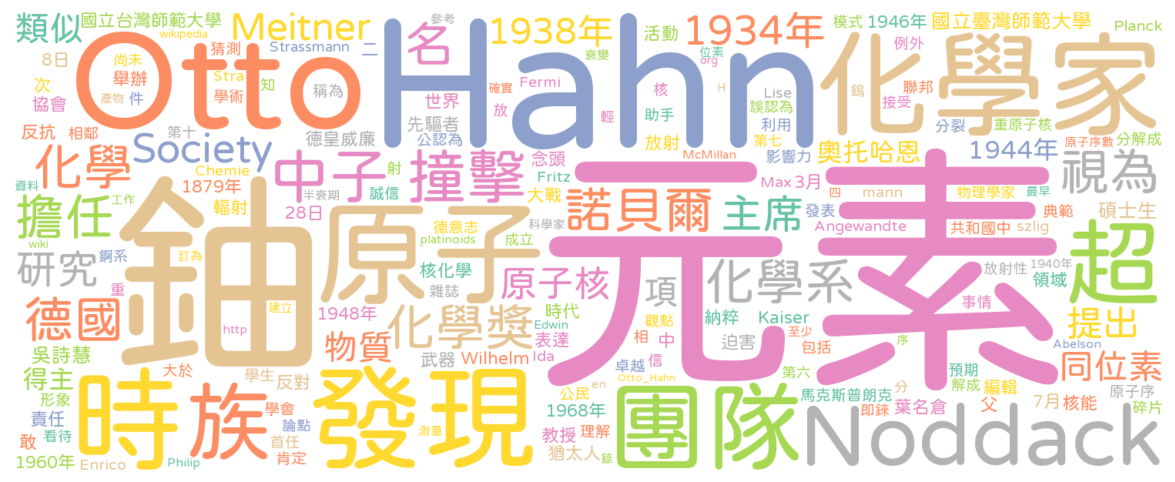 類似
國立台灣師範大學
wikipedia
猜測
Meitner
Strassmann
二
名
參考
衰變
活動
1938年
1934年
位素
org
模式
1946年
例外
國立臺灣師範大學
Planck
Otto
Hahn
化學家
8日
尚未
舉辦
Stra
知
次
協會
產物
件
學術
稱為
Fermi
確實
核
H
Lise
鎢
聯邦
接受
世界
放
輕
助手
誤認為
利用
反抗
相鄰
第十
德皇威廉
先驅者
公認為
放射
第七
分裂
重原子核
原子序數
分解成
Society
化學
Chemie
1879年
中子
撞擊
射
半衰期
誠信
念頭
Fritz
大戰
McMillan
影響力
Max
3月
奧托哈恩
1944年
視為
四
mann
物理學家
最早
資料
工作
擔任
輻射
28日
鈾
原子
德意志
platinoids
成立
科學家
諾貝爾
主席
發表
Angewandte
共和國中
典範
szlig
碩士生
元素
超
wiki
訂為
研究
錒系
重
核化學
雜誌
原子核
項
化學系
放射性
1940年
領域
德國
建立
http
1948年
化學獎
時代
Edwin
表達
觀點
相
中
納粹
Kaiser
至少
包括
迫害
事情
序
提出
Abelson
吳詩慧
得主
形象
大於
物質
武器
Wilhelm
Ida
卓越
信
第六
預期
解成
編輯
同位素
時
族
發現
學生
反對
學會
論點
首任
肯定
責任
敢
看待
1960年
Enrico
Philip
測量
公民
en
Otto_Hahn
1968年
教授
理解
猶太人
錄
團隊
馬克斯普朗克
即錸
分
葉名倉
父
7月
核能
原子序
碎片
Noddack